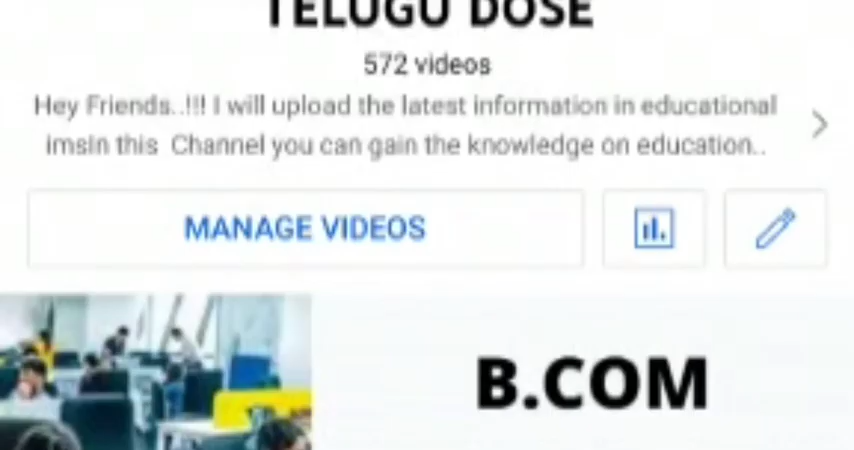 TELUGU DOSE
572 videos
Hey Friends..!!! I will upload the latest information in educational
imsIn this Channel you can gain the knowledge on education..
MANAGE VIDEOS
B.COM